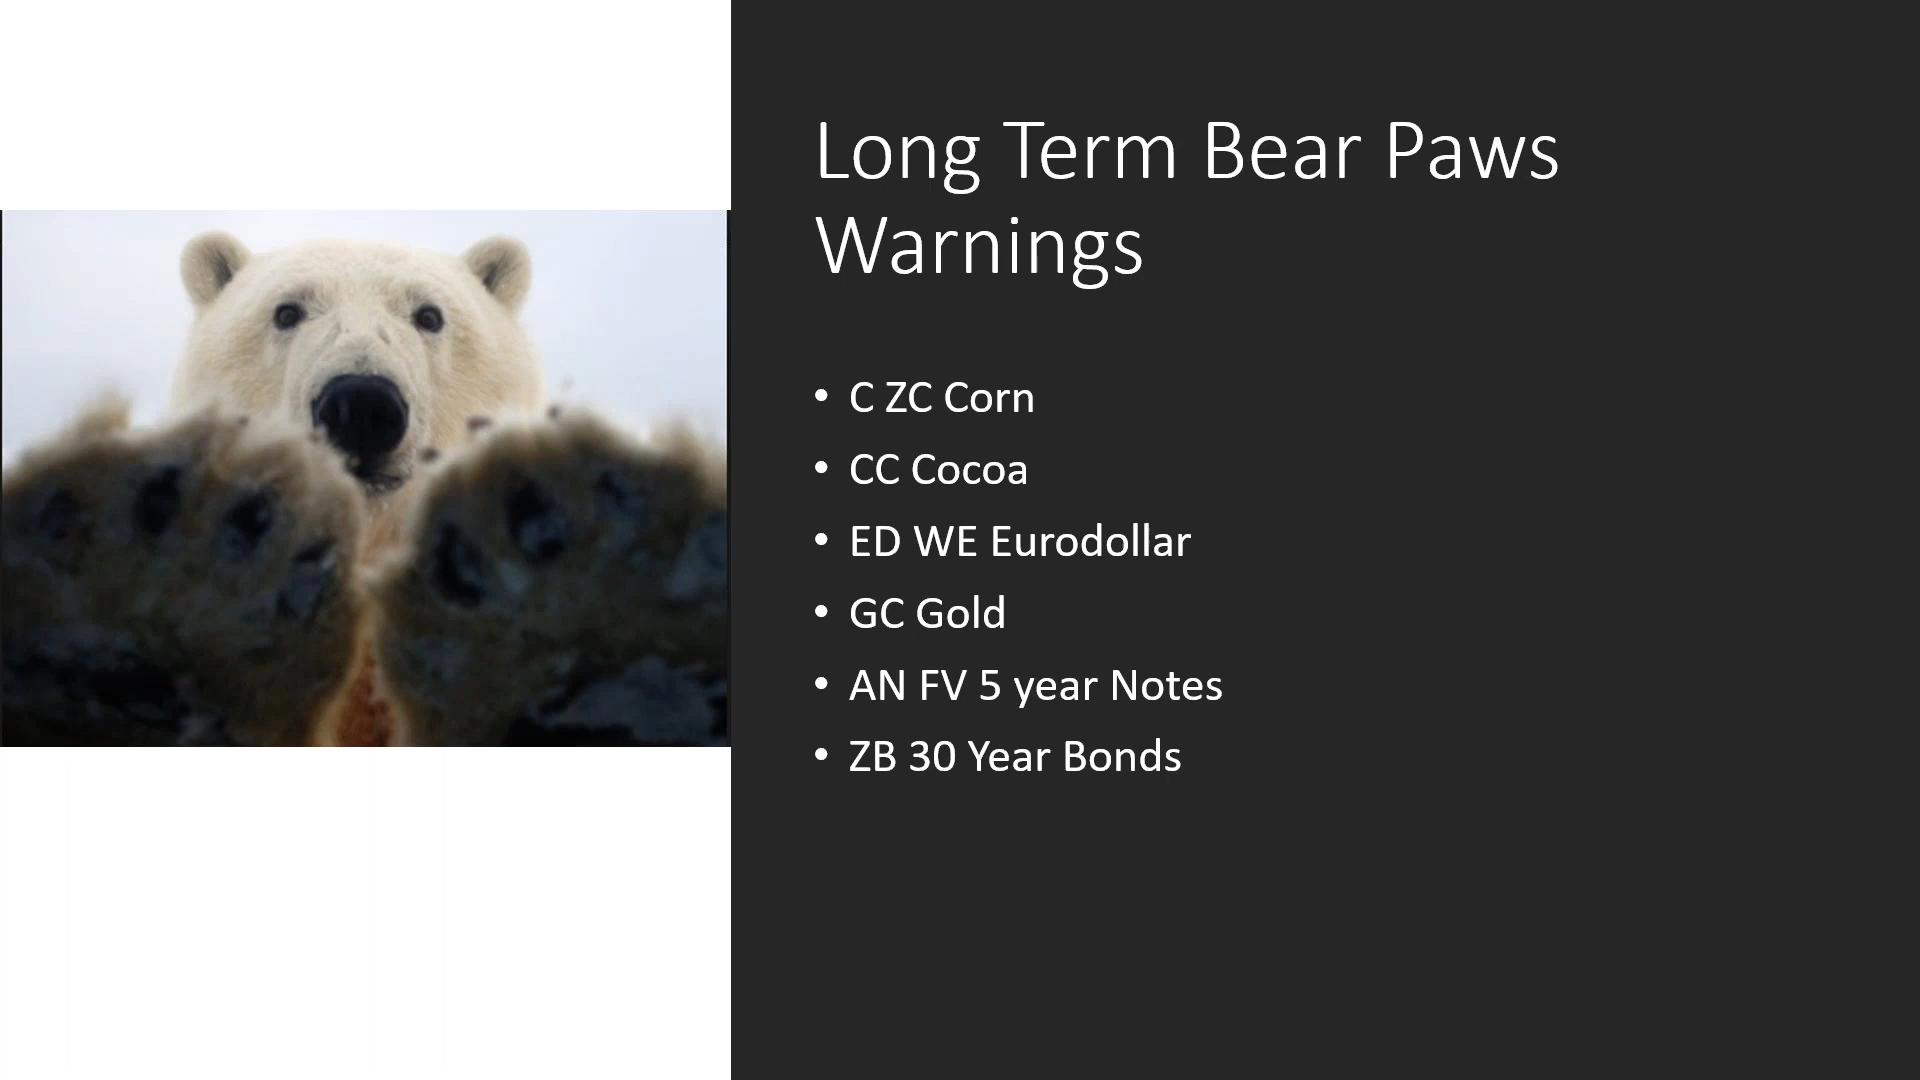 Long Term Bear Paws
Warnings
• C ZC Corn
• CC Cocoa
• ED WE Eurodollar
• GC Gold
• AN FV 5 year Notes
• ZB 30 Year Bonds